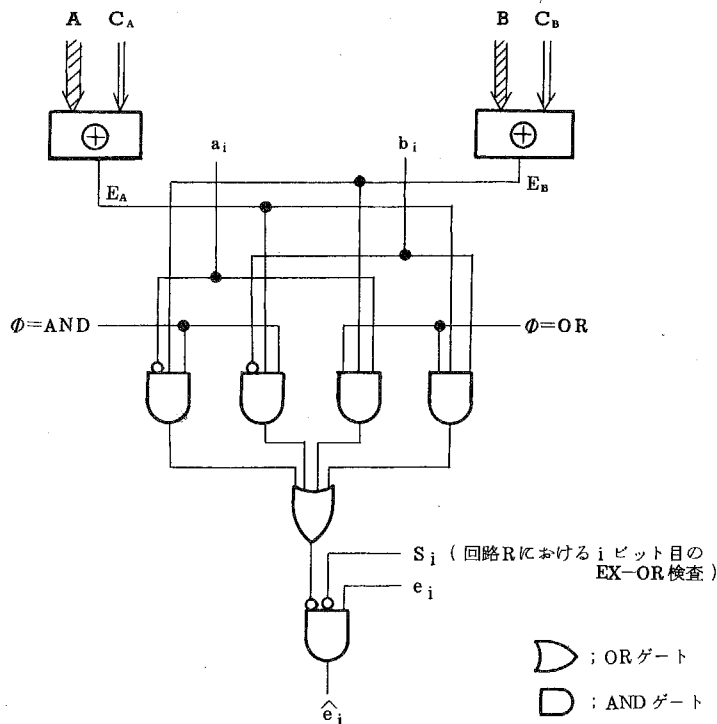 A C_A
B C_B
⊕
⊕
a_i
b_i
E_A
E_B
Φ=AND
Φ=OR
S_i (回路Rにおけるiビット目の
EX-OR検査)
e_i
; ORゲート
; ANDゲート
ê_i